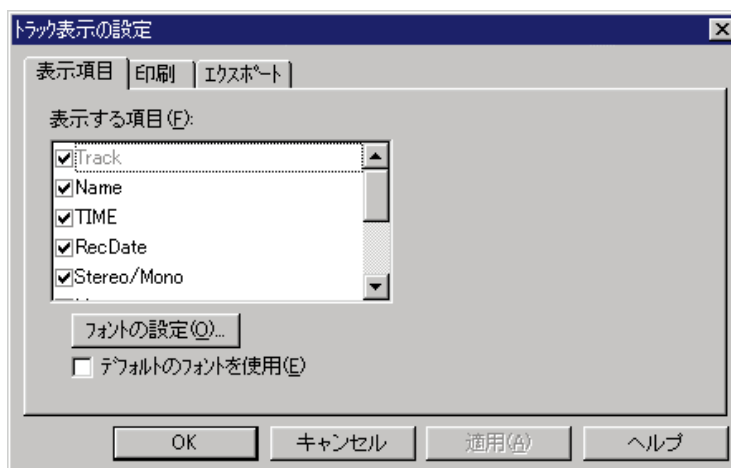 トラック表示の設定
表示項目 印刷 エクスポート
表示する項目(F):
Track
Name
TIME
RecDate
Stereo/Mono
フォントの設定(O)...
デフォルトのフォントを使用(E)
OK キャンセル 適用(A) ヘルプ